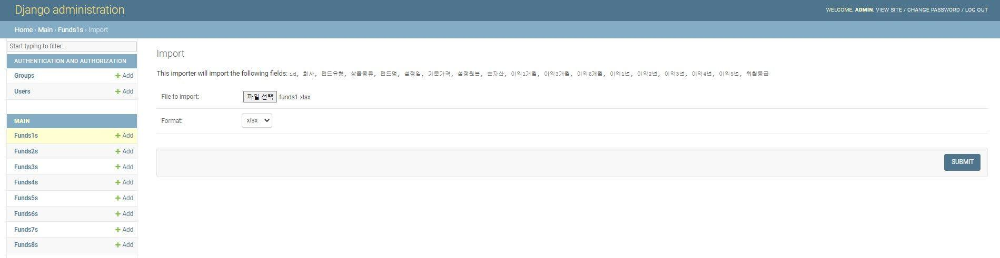 Django administration
WELCOME, ADMIN. VIEW SITE / CHANGE PASSWORD / LOG OUT
Home › Main › Funds1s › Import
Start typing to filter...
AUTHENTICATION AND AUTHORIZATION
Groups + Add
Users + Add
MAIN
Funds1s + Add
Funds2s + Add
Funds3s + Add
Funds4s + Add
Funds5s + Add
Funds6s + Add
Funds7s + Add
Funds8s + Add
Import
This importer will import the following fields: id, 회사, 펀드유형, 상품종류, 펀드명, 설정일, 기준가격, 설정원본, 순자산, 이익1개월, 이익3개월, 이익6개월, 이익1년, 이익2년, 이익3년, 이익4년, 이익5년, 위험등급
File to import: 파일 선택 funds1.xlsx
Format: xlsx
SUBMIT